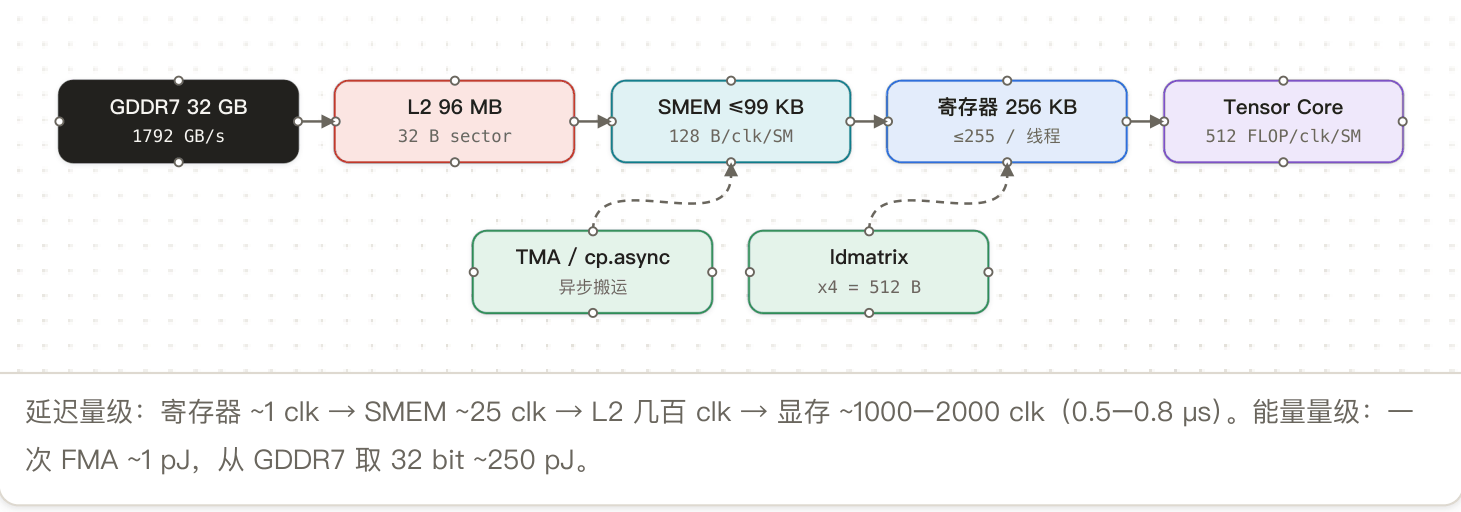 GDDR7 32 GB
1792 GB/s
L2 96 MB
32 B sector
SMEM ≤99 KB
128 B/clk/SM
寄存器 256 KB
≤255 / 线程
Tensor Core
512 FLOP/clk/SM
TMA / cp.async
异步搬运
ldmatrix
x4 = 512 B
延迟量级：寄存器 ~1 clk → SMEM ~25 clk → L2 几百 clk → 显存 ~1000—2000 clk（0.5—0.8 µs）。能量量级：一
次 FMA ~1 pJ，从 GDDR7 取 32 bit ~250 pJ。